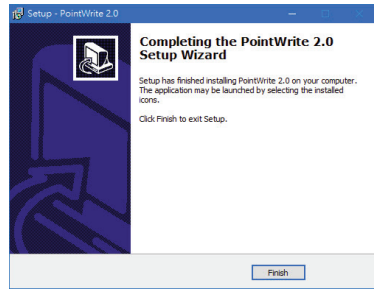 Setup - PointWrite 2.0
Completing the PointWrite 2.0
Setup Wizard
Setup has finished installing PointWrite 2.0 on your computer.
The application may be launched by selecting the installed
icons.
Click Finish to exit Setup.
Finish